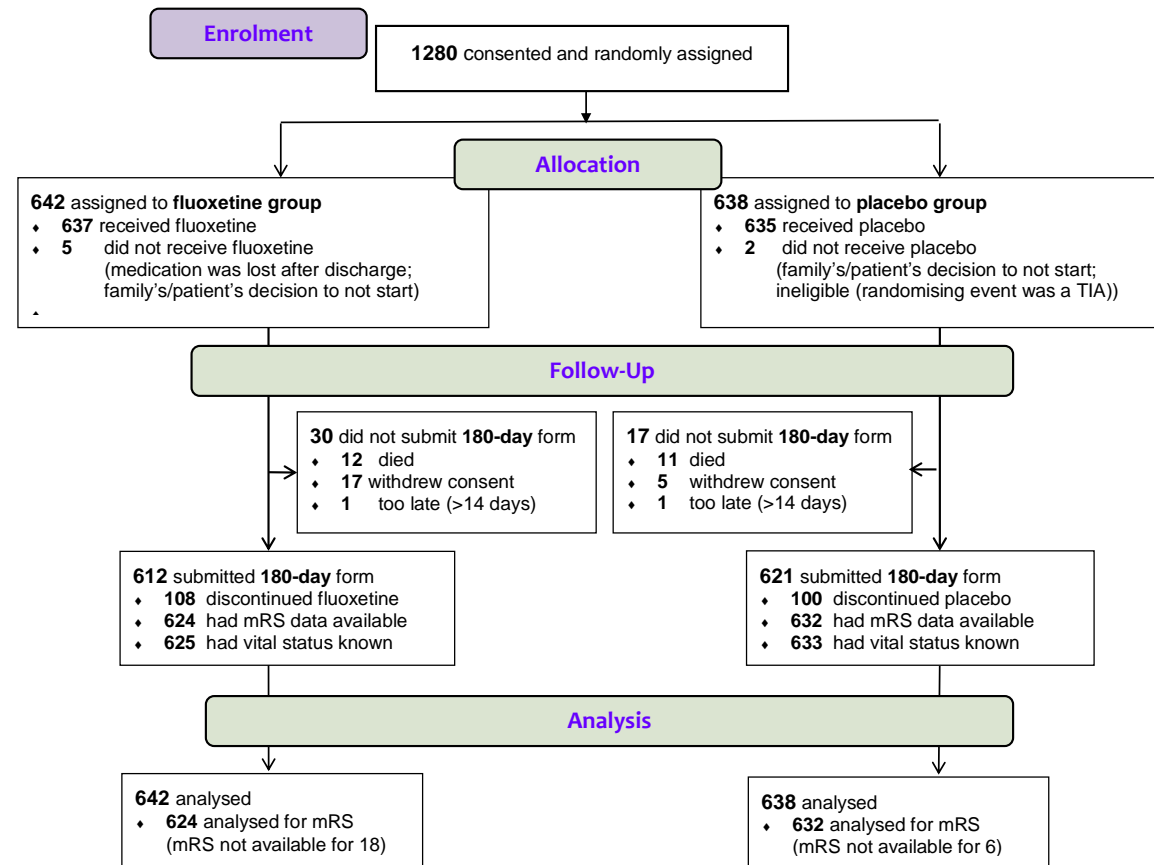 Enrolment
1280 consented and randomly assigned
Allocation
642 assigned to fluoxetine group
⬧ 637 received fluoxetine
⬧ 5 did not receive fluoxetine
(medication was lost after discharge;
family's/patient's decision to not start)
⬧
638 assigned to placebo group
⬧ 635 received placebo
⬧ 2 did not receive placebo
(family's/patient's decision to not start;
ineligible (randomising event was a TIA))
Follow-Up
30 did not submit 180-day form
⬧ 12 died
⬧ 17 withdrew consent
⬧ 1 too late (>14 days)
17 did not submit 180-day form
⬧ 11 died
⬧ 5 withdrew consent
⬧ 1 too late (>14 days)
612 submitted 180-day form
⬧ 108 discontinued fluoxetine
⬧ 624 had mRS data available
⬧ 625 had vital status known
621 submitted 180-day form
⬧ 100 discontinued placebo
⬧ 632 had mRS data available
⬧ 633 had vital status known
Analysis
642 analysed
⬧ 624 analysed for mRS
(mRS not available for 18)
638 analysed
⬧ 632 analysed for mRS
(mRS not available for 6)